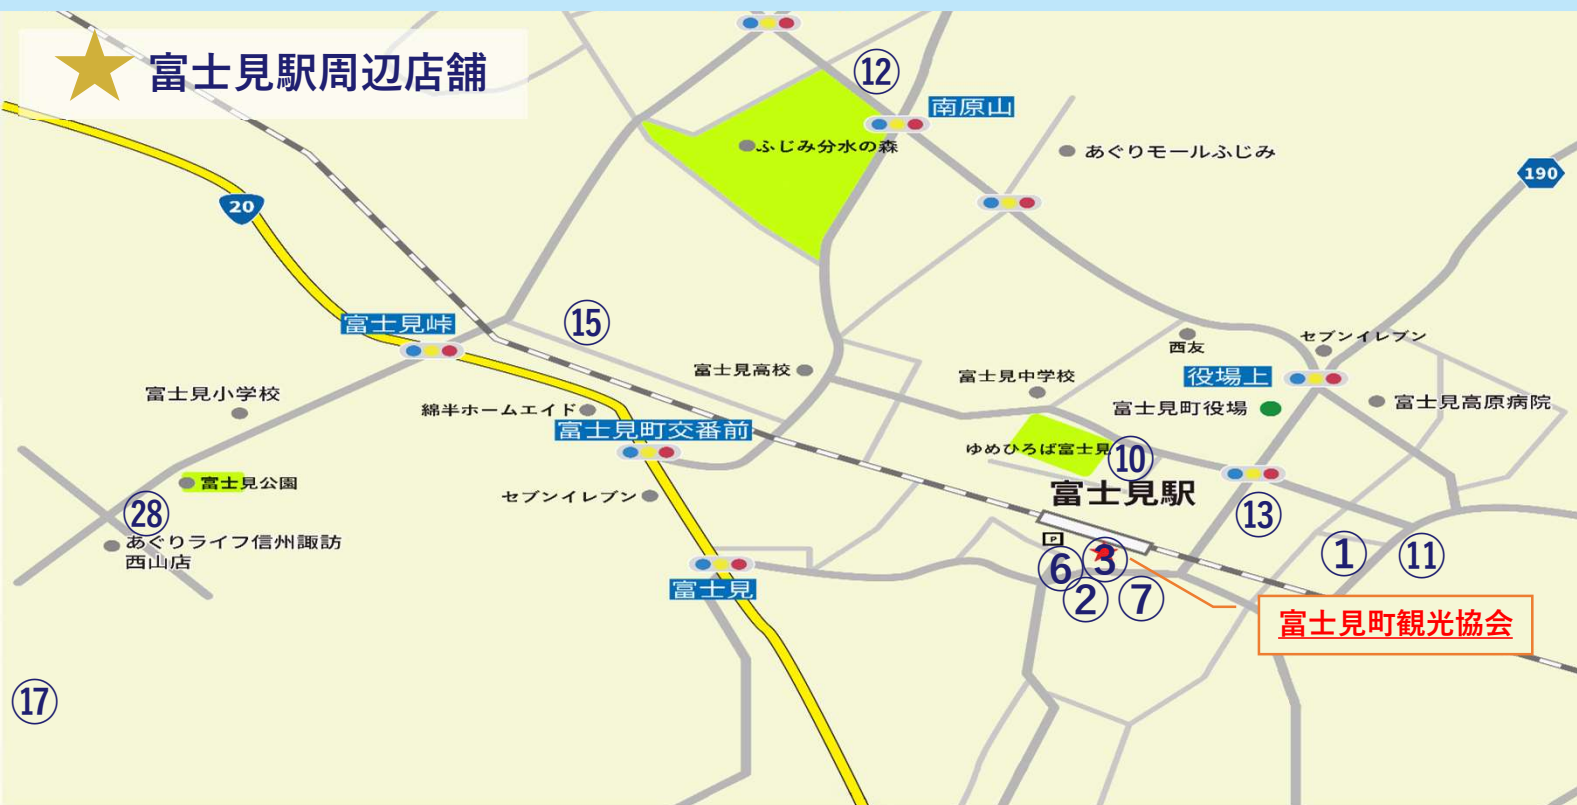 富士見駅周辺店舗
⑫
南原山
ふじみ分水の森
あぐりモールふじみ
190
20
富士見峠
⑮
西友
セブンイレブン
富士見高校
富士見中学校
役場上
富士見小学校
綿半ホームエイド
富士見町役場
富士見高原病院
富士見町交番前
ゆめひろば富士見
⑩
富士見公園
セブンイレブン
富士見駅
㉘
⑬
あぐりライフ信州諏訪
西山店
P
①
⑪
⑥
③
富士見
②
⑦
富士見町観光協会
⑰